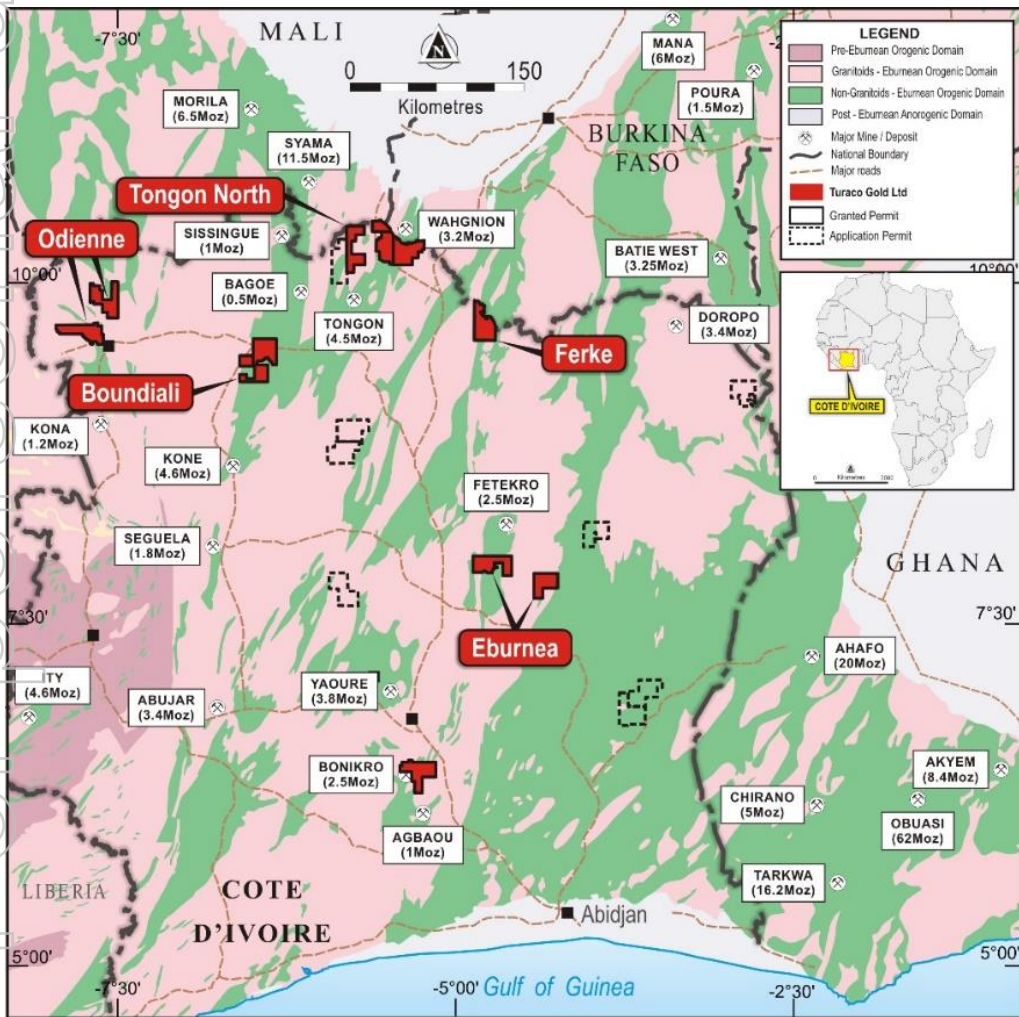 -7°30'
MALI
0 150
Kilometres
N
MANA
(6Moz)
POURA
(1.5Moz)
MORILA
(6.5Moz)
SYAMA
(11.5Moz)
BURKINA
FASO
LEGEND
Pre-Eburnean Orogenic Domain
Granitoids - Eburnean Orogenic Domain
Non-Granitoids - Eburnean Orogenic Domain
Post - Eburnean Anorogenic Domain
Major Mine / Deposit
National Boundary
Major roads
Turaco Gold Ltd
Granted Permit
Application Permit
Tongon North
Odienne
SISSINGUE
(1Moz)
WAHGNION
(3.2Moz)
BATIE WEST
(3.25Moz)
10°00'
10°00'
BAGOE
(0.5Moz)
TONGON
(4.5Moz)
DOROPO
(3.4Moz)
Ferke
Boundiali
COTE D'IVOIRE
Kilometres
KONA
(1.2Moz)
KONE
(4.6Moz)
FETEKRO
(2.5Moz)
SEGUELA
(1.8Moz)
GHANA
7°30'
7°30'
Eburnea
AHAFO
(20Moz)
TY
(4.6Moz)
ABUJAR
(3.4Moz)
YAOURE
(3.8Moz)
BONIKRO
(2.5Moz)
AKYEM
(8.4Moz)
CHIRANO
(5Moz)
OBUASI
(62Moz)
AGBAOU
(1Moz)
TARKWA
(16.2Moz)
LIBERIA
COTE
D'IVOIRE
Abidjan
5°00'
5°00'
-7°30'
-5°00'
Gulf of Guinea
-2°30'